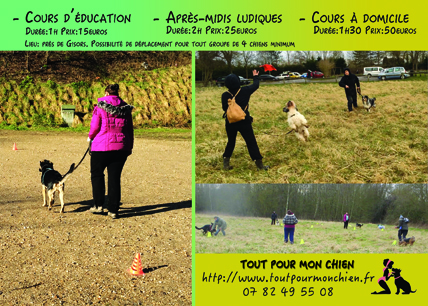 - Cours d'éducation
Durée:1h Prix:15euros
- Après-midis ludiques
Durée:2h Prix:25euros
- Cours à domicile
Durée:1h30 Prix:50euros
Lieu: près de Gisors. Possibilité de déplacement pour tout groupe de 4 chiens minimum
TOUT POUR MON CHIEN
http://www.toutpourmonchien.fr
07 82 49 55 08